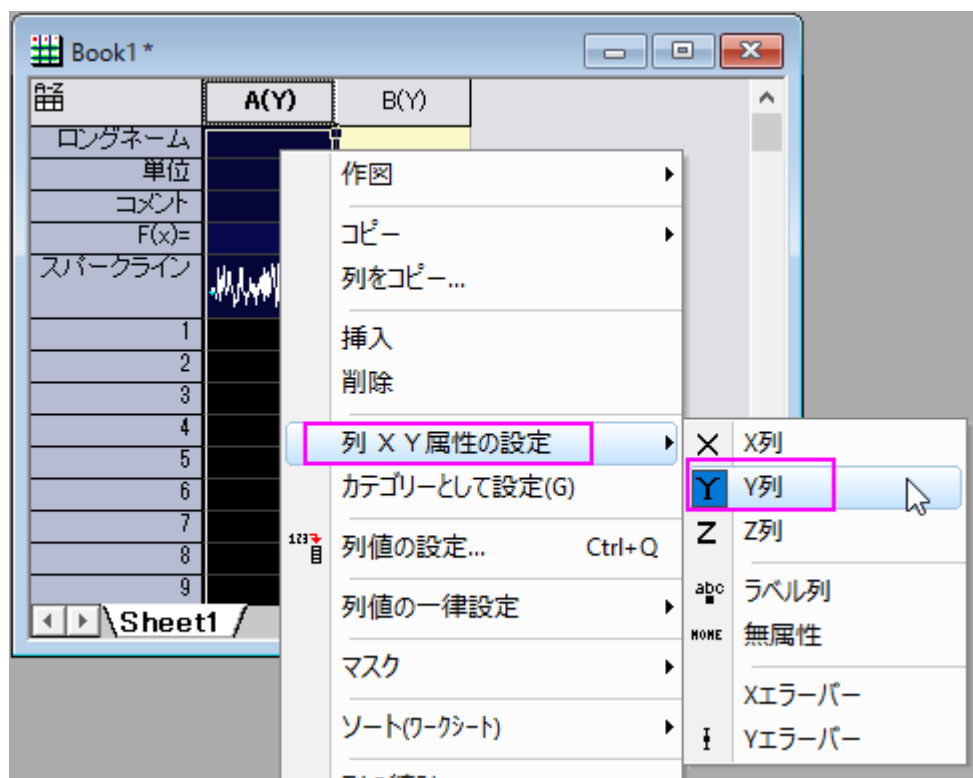 Book1 *
A(Y) B(Y)
ロングネーム
単位
コメント
F(x)=
スパークライン
1
2
3
4
5
6
7
8
9
Sheet1
作図
コピー
列をコピー...
挿入
削除
列 X Y 属性の設定
カテゴリーとして設定(G)
列値の設定... Ctrl+Q
列値の一律設定
マスク
ソート(ワークシート)
X X列
Y Y列
Z Z列
abc ラベル列
NONE 無属性
Xエラーバー
Yエラーバー